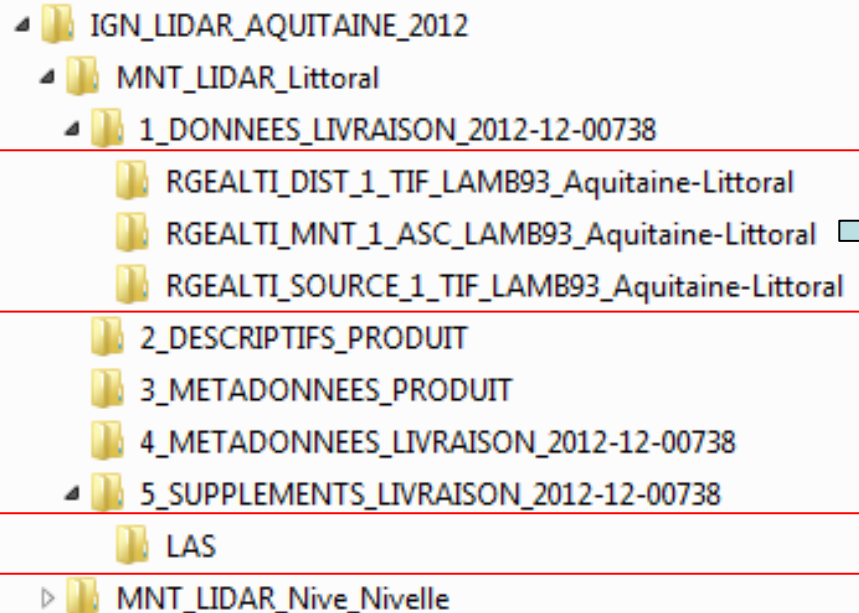 IGN_LIDAR_AQUITAINE_2012
MNT_LIDAR_Littoral
1_DONNEES_LIVRAISON_2012-12-00738
RGEALTI_DIST_1_TIF_LAMB93_Aquitaine-Littoral
RGEALTI_MNT_1_ASC_LAMB93_Aquitaine-Littoral
RGEALTI_SOURCE_1_TIF_LAMB93_Aquitaine-Littoral
2_DESCRIPTIFS_PRODUIT
3_METADONNEES_PRODUIT
4_METADONNEES_LIVRAISON_2012-12-00738
5_SUPPLEMENTS_LIVRAISON_2012-12-00738
LAS
MNT_LIDAR_Nive_Nivelle